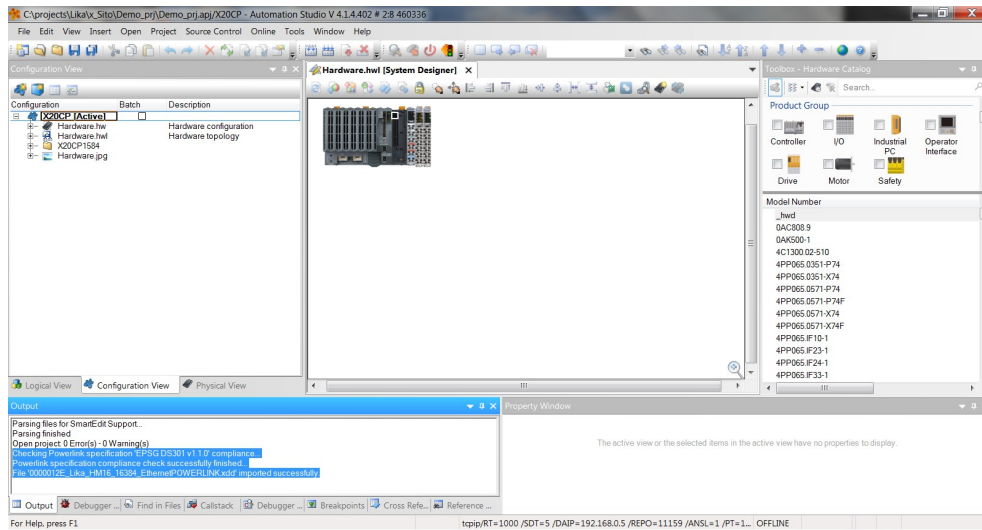 C:\projects\Lika\x_Sito\Demo_prj\Demo_prj.apj/X20CP - Automation Studio V 4.1.4.402 # 2:8 460336
File Edit View Insert Open Project Source Control Online Tools Window Help
Configuration View
Hardware.hwl [System Designer] X
Toolbox - Hardware Catalog
Search...
Configuration Batch Description
X20CP [Active]
Hardware.hw Hardware configuration
Hardware.hwl Hardware topology
X20CP1584
Hardware.jpg
Product Group
Controller I/O Industrial PC Operator Interface
Drive Motor Safety
Model Number
_hwd
0AC808.9
0AK500-1
4C1300.02-510
4PP065.0351-P74
4PP065.0351-X74
4PP065.0571-P74
4PP065.0571-P74F
4PP065.0571-X74
4PP065.0571-X74F
4PP065.IF10-1
4PP065.IF23-1
4PP065.IF24-1
4PP065.IF33-1
Logical View Configuration View Physical View
Output
Property Window
Parsing files for SmartEdit Support...
Parsing finished
Open project: 0 Error(s) - 0 Warning(s)
Checking Powerlink specification 'EPSG DS301 v1.1.0' compliance...
Powerlink specification compliance check successfully finished...
File '0000012E_Lika_HM16_16384_EthernetPOWERLINK.xdd' imported successfully.
The active view or the selected items in the active view have no properties to display.
Output Debugger ... Find in Files Callstack Debugger ... Breakpoints Cross Refe... Reference ...
For Help, press F1
tcpip/RT=1000 /SDT=5 /DAIP=192.168.0.5 /REPO=11159 /ANSL=1 /PT=1... OFFLINE